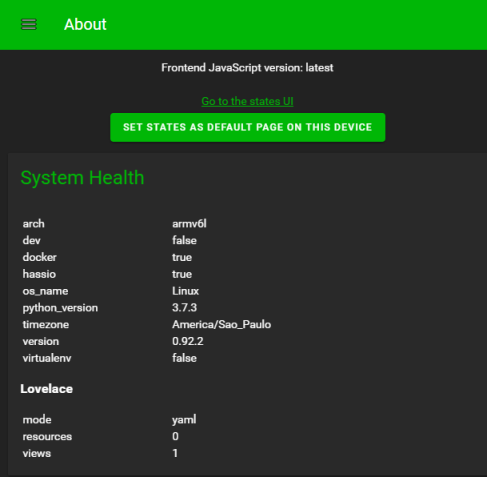 About
Frontend JavaScript version: latest
Go to the states UI
SET STATES AS DEFAULT PAGE ON THIS DEVICE
System Health
arch armv6l
dev false
docker true
hassio true
os_name Linux
python_version 3.7.3
timezone America/Sao_Paulo
version 0.92.2
virtualenv false
Lovelace
mode yaml
resources 0
views 1